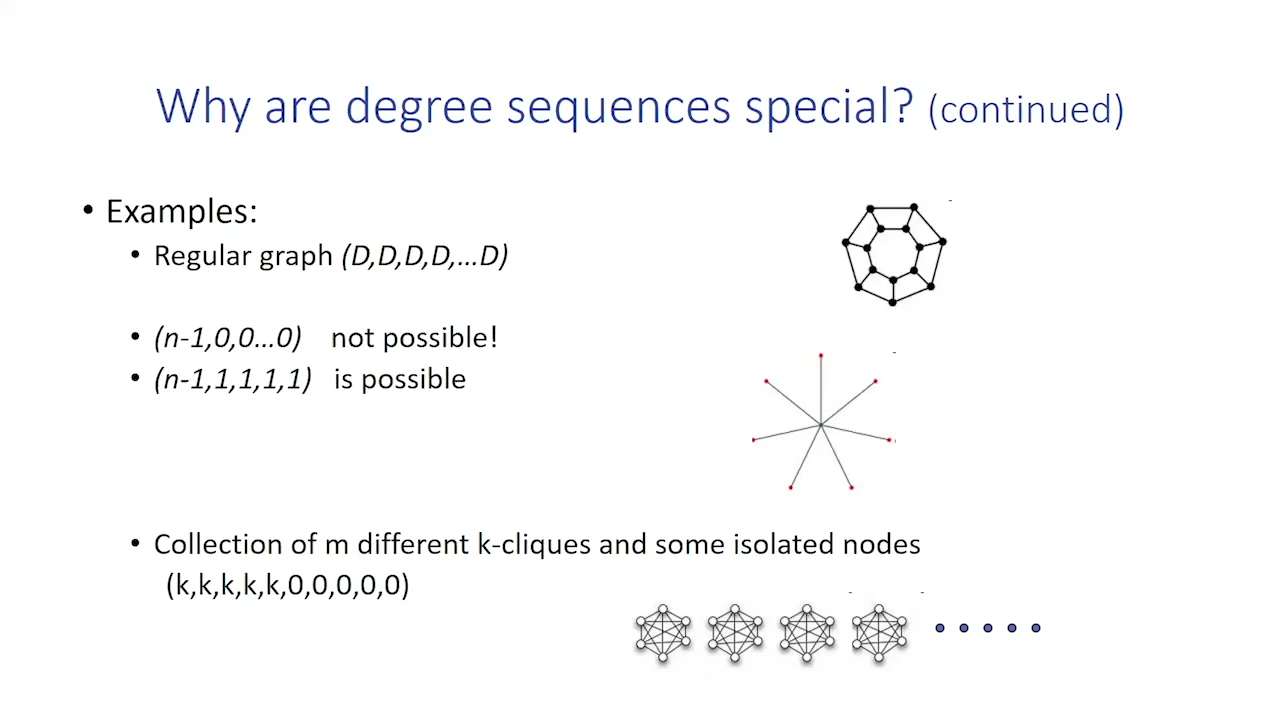 Why are degree sequences special? (continued)
• Examples:
• Regular graph (D,D,D,D,...D)
• (n-1,0,0...0) not possible!
• (n-1,1,1,1,1) is possible
• Collection of m different k-cliques and some isolated nodes
(k,k,k,k,k,0,0,0,0,0)